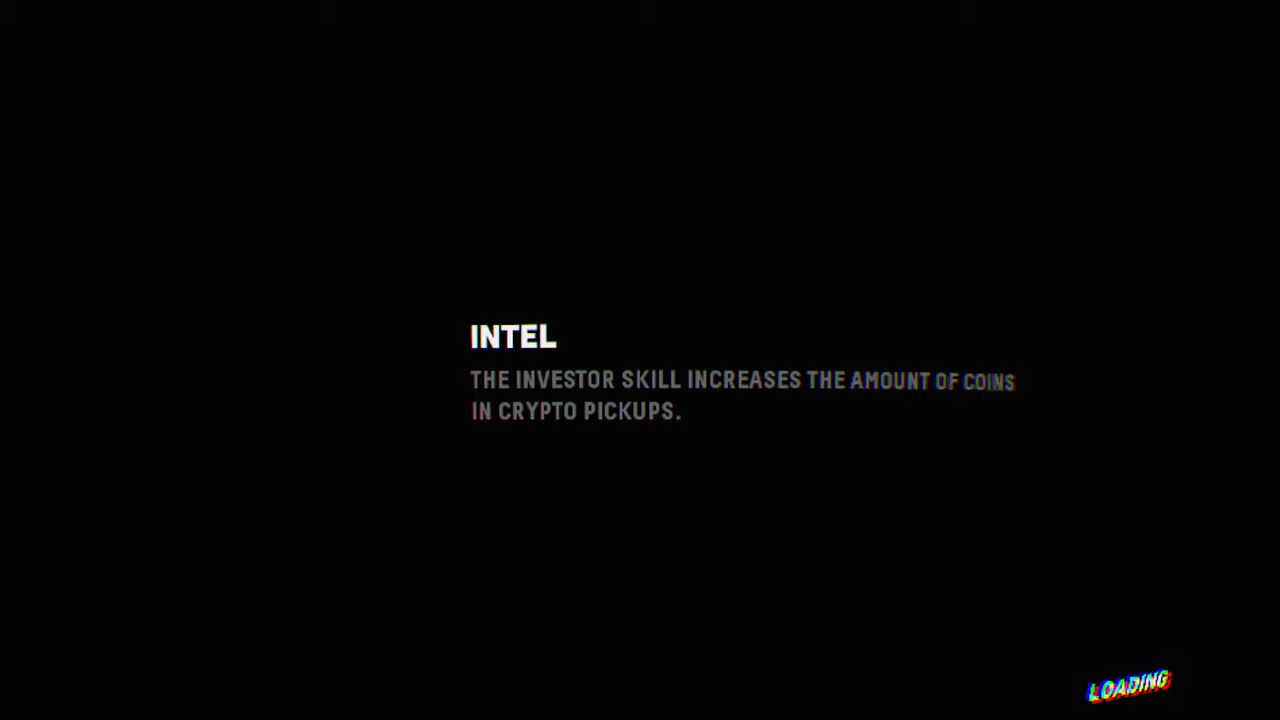 INTEL
THE INVESTOR SKILL INCREASES THE AMOUNT OF COINS
IN CRYPTO PICKUPS.
LOADING